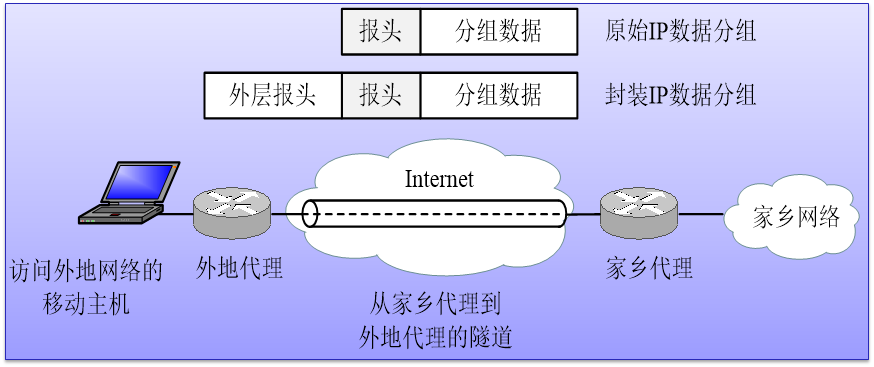 报头 分组数据 原始IP数据分组
外层报头 报头 分组数据 封装IP数据分组
Internet
家乡网络
外地代理
家乡代理
访问外地网络的
移动主机
从家乡代理到
外地代理的隧道